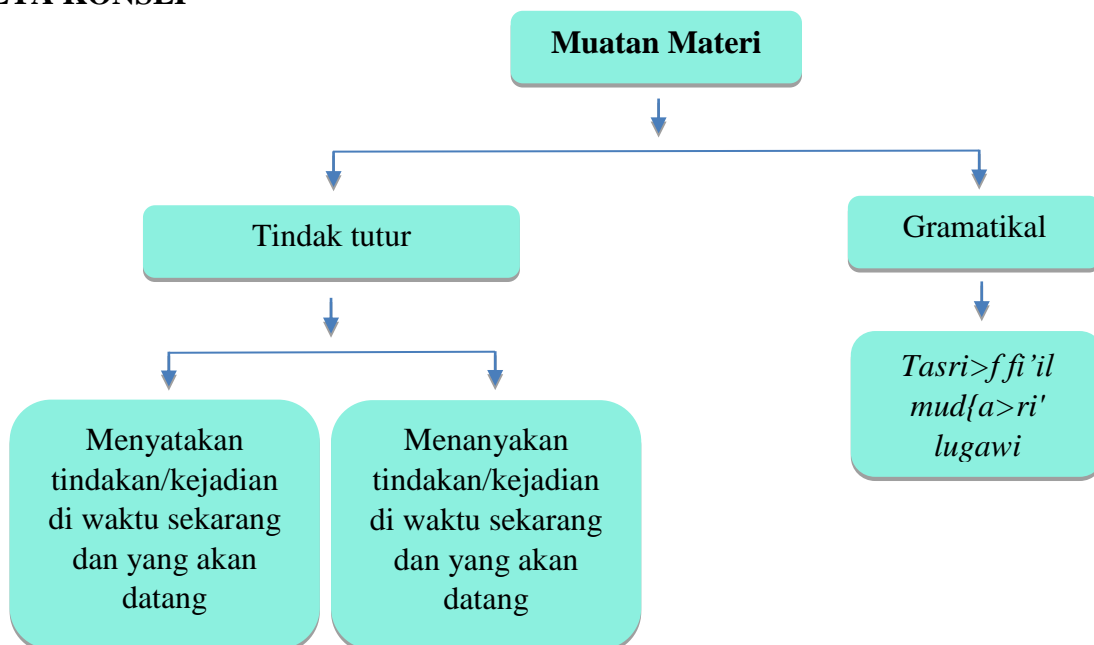 Muatan Materi
Tindak tutur
Gramatikal
Tasri>f fi'il
mud{a>ri'
lugawi
Menyatakan
tindakan/kejadian
di waktu sekarang
dan yang akan
datang
Menanyakan
tindakan/kejadian
di waktu sekarang
dan yang akan
datang